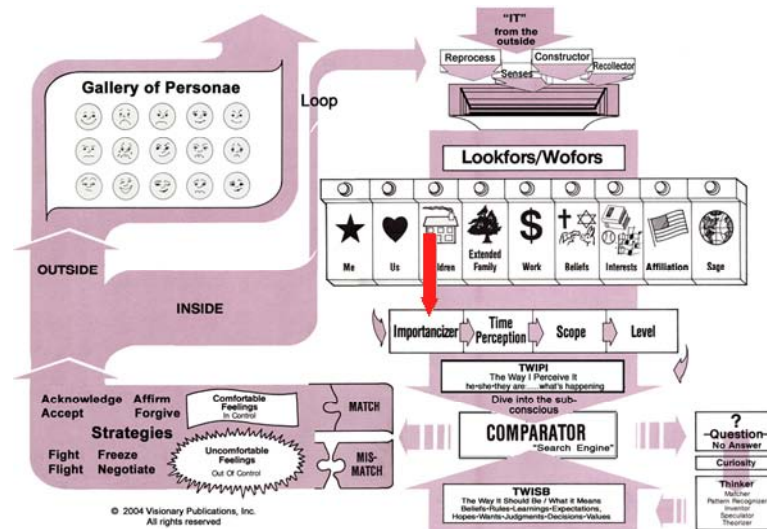 "IT"
from the
outside
Reprocess
Senses
Constructor
Recollector
Gallery of Personae
Loop
Lookfors/Wofors
Me
Us
ldren
Extended
Family
Work
Beliefs
Interests
Affiliation
Sage
OUTSIDE
INSIDE
Importancizer
Time
Perception
Scope
Level
TWIPI
The Way I Perceive It
he•she•they are:.....what's happening
Dive into the sub-
conscious
Acknowledge Affirm
Accept Forgive
Strategies
Fight Freeze
Flight Negotiate
Comfortable
Feelings
In Control
Uncomfortable
Feelings
Out Of Control
MATCH
MIS-
MATCH
COMPARATOR
"Search Engine"
?
–Question–
No Answer
Curiosity
Thinker
Matcher
Pattern Recognizer
Inventor
Speculator
Theorizer
TWISB
The Way It Should Be / What it Means
Beliefs•Rules•Learnings•Expectations,
Hopes•Wants•Judgments•Decisions•Values
© 2004 Visionary Publications, Inc.
All rights reserved